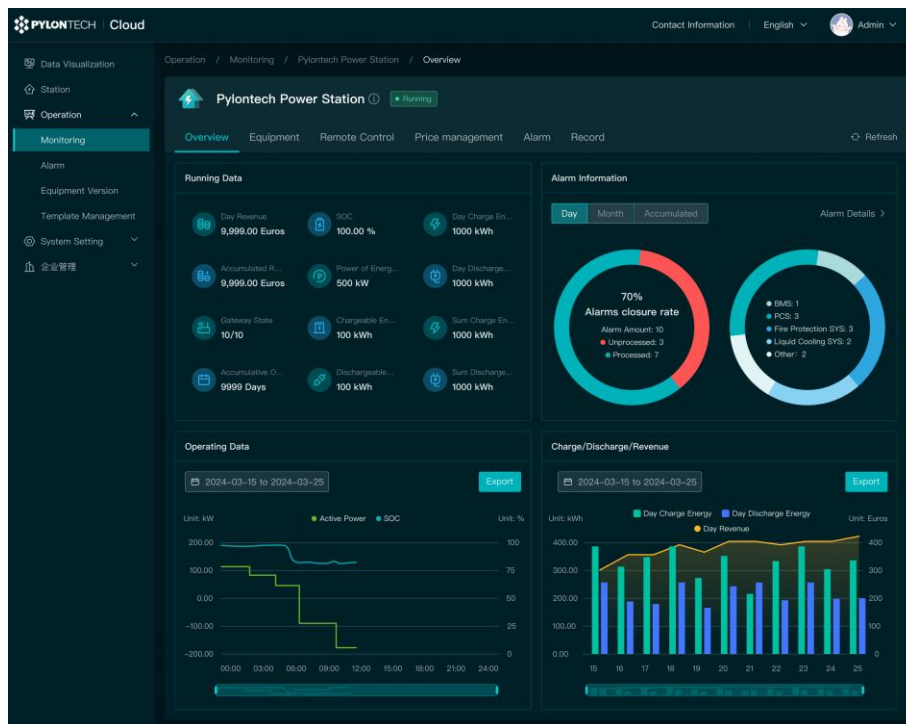 PYLONTECH | Cloud
Contact Information | English Admin
Data Visualization
Station
Operation
Monitoring
Alarm
Equipment Version
Template Management
System Setting
企业管理
Operation / Monitoring / Pylontech Power Station / Overview
Pylontech Power Station Running
Overview Equipment Remote Control Price management Alarm Record Refresh
Running Data
Day Revenue
9,999.00 Euros
SOC
100.00 %
Day Charge En...
1000 kWh
Accumulated R...
9,999.00 Euros
Power of Energ...
500 kW
Day Discharge...
1000 kWh
Gateway State
10/10
Chargeable En...
100 kWh
Sum Charge En...
1000 kWh
Accumulative O...
9999 Days
Dischargeable...
100 kWh
Sum Discharge...
1000 kWh
Alarm Information
Day Month Accumulated Alarm Details >
70%
Alarms closure rate
Alarm Amount: 10
Unprocessed: 3
Processed: 7
BMS: 1
PCS: 3
Fire Protection SYS: 3
Liquid Cooling SYS: 2
Other: 2
Operating Data
2024-03-15 to 2024-03-25 Export
Unit: kW Active Power SOC Unit: %
200.00 100
100.00 75
0.00 50
-100.00 25
-200.00 0
00:00 03:00 06:00 09:00 12:00 15:00 18:00 21:00 24:00
Charge/Discharge/Revenue
2024-03-15 to 2024-03-25 Export
Unit: kWh Day Charge Energy Day Discharge Energy Unit: Euros
Day Revenue
400.00 400
300.00 300
200.00 200
100.00 100
0.00 0
15 16 17 18 19 20 21 22 23 24 25